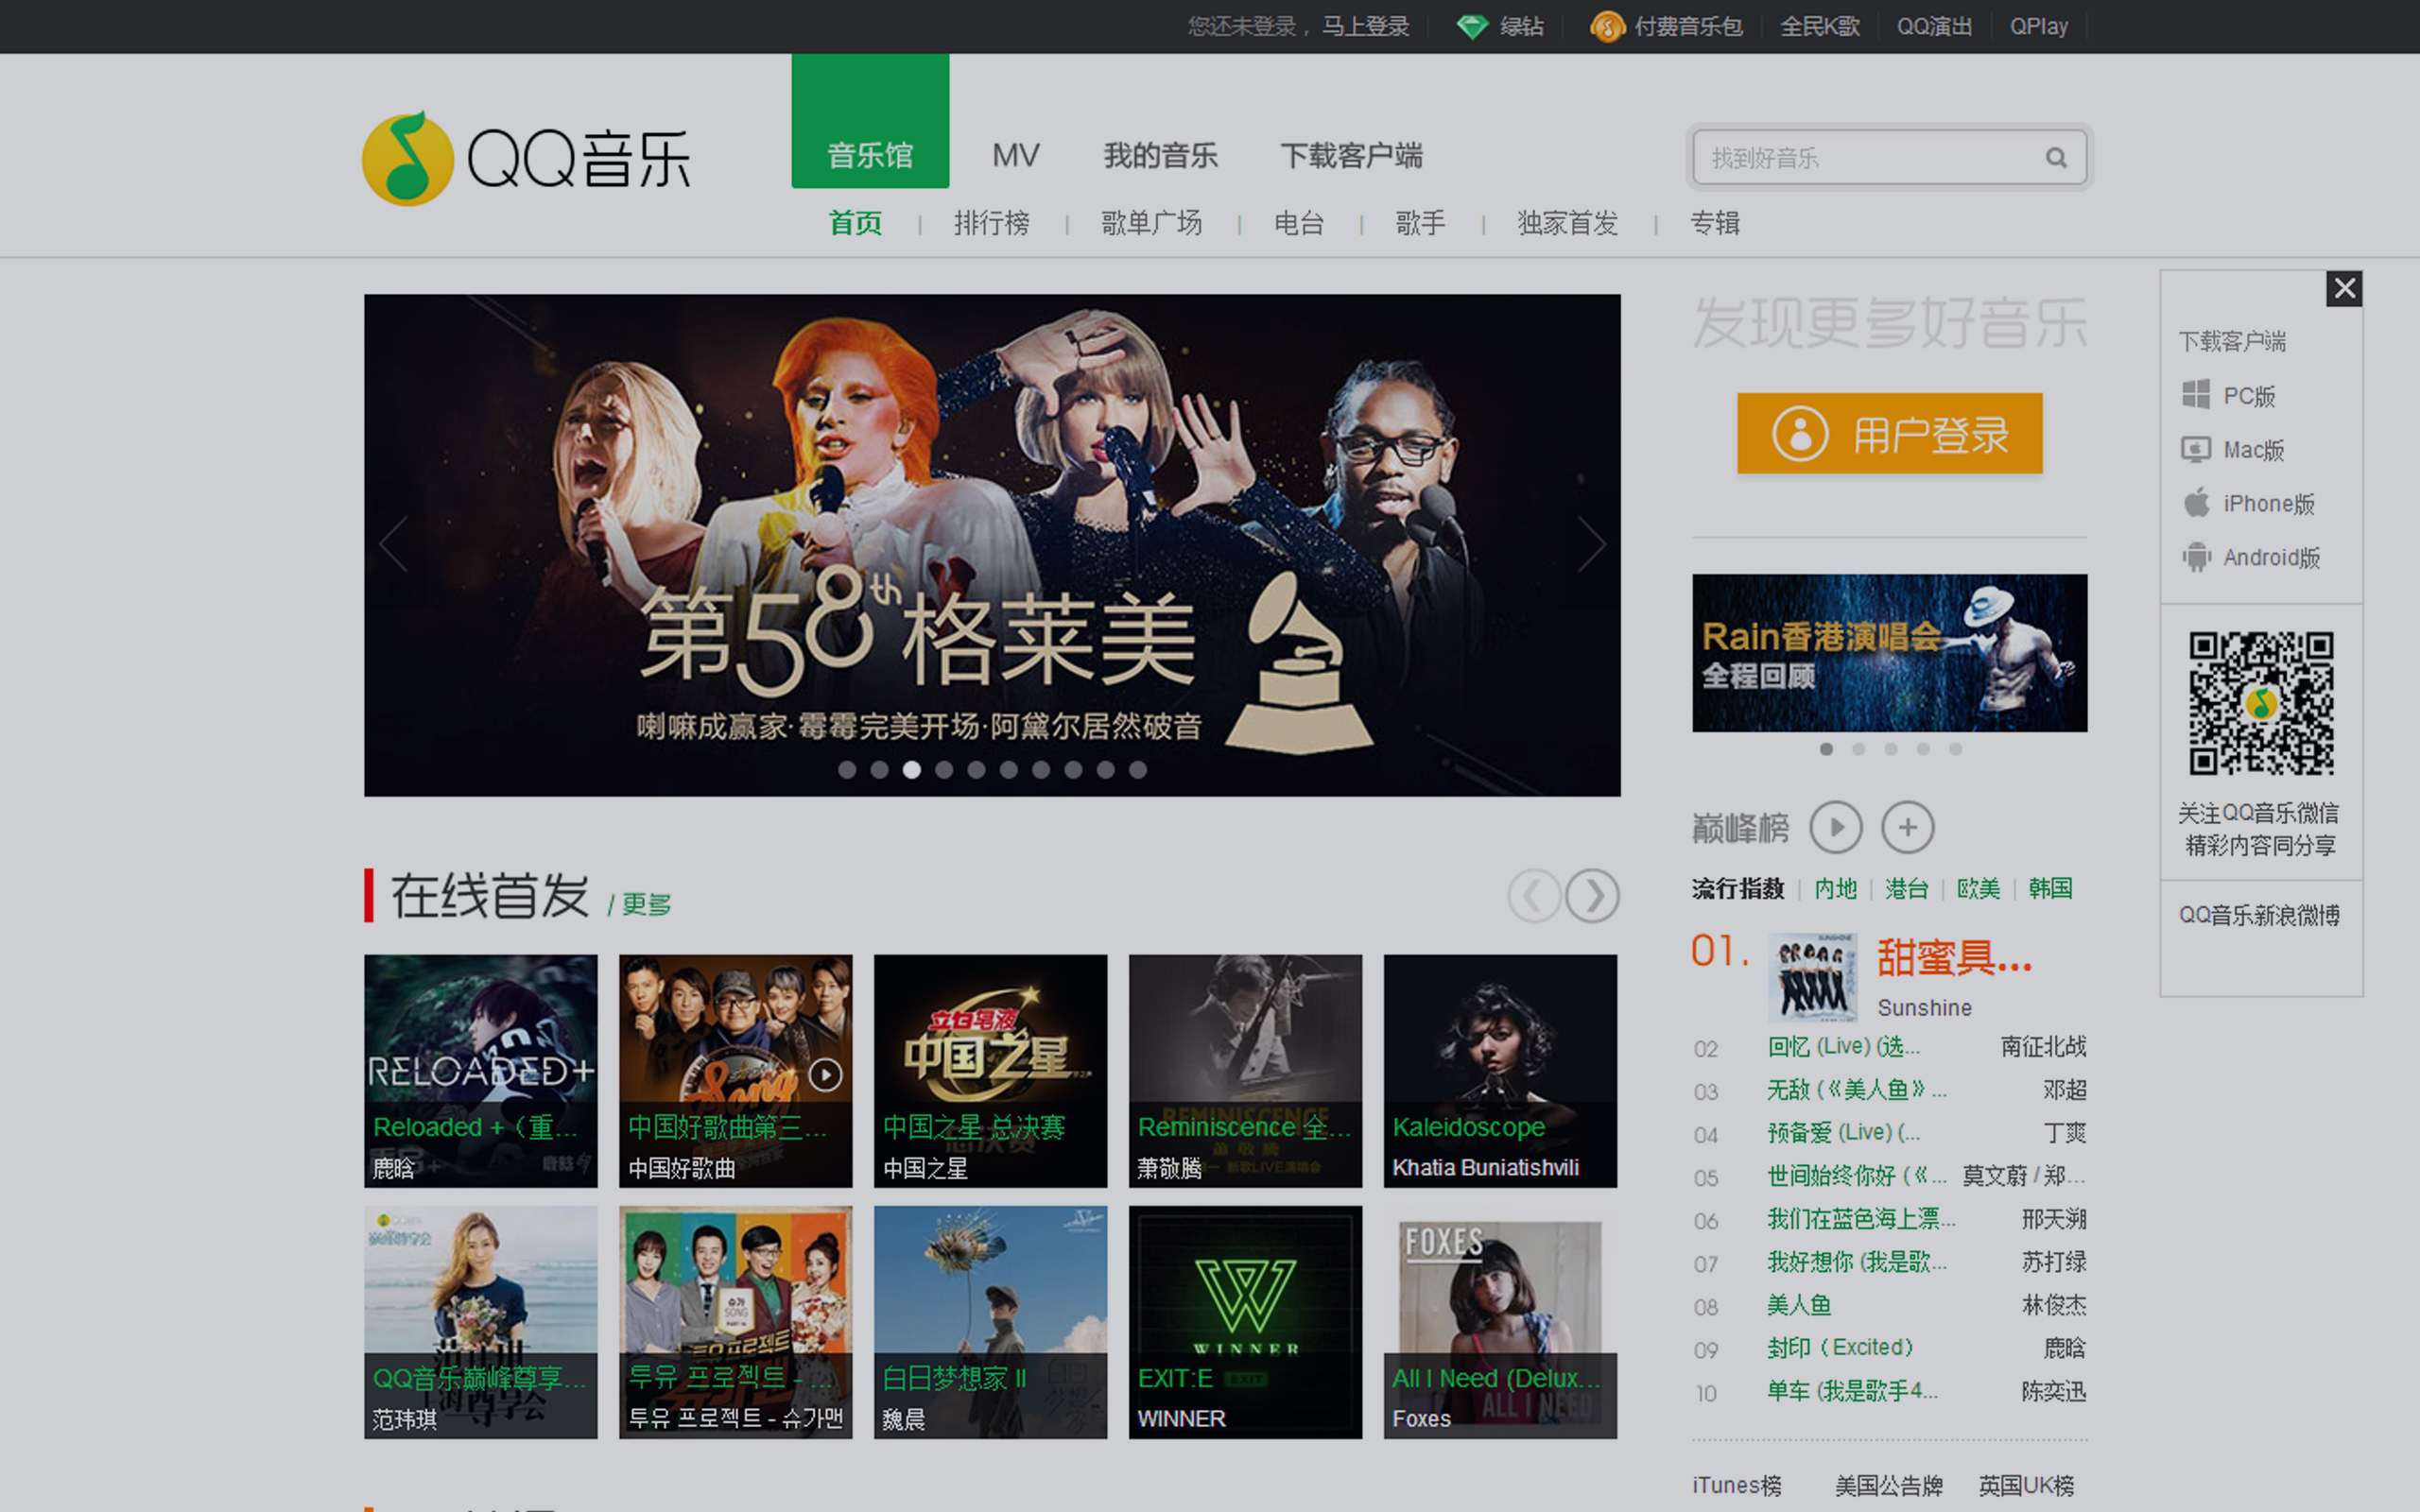 您还未登录，马上登录
绿钻
付费音乐包
全民K歌
QQ演出
QPlay
QQ音乐
音乐馆
MV
我的音乐
下载客户端
找到好音乐
首页
排行榜
歌单广场
电台
歌手
独家首发
专辑
第58th格莱美
喇嘛成赢家·霉霉完美开场·阿黛尔居然破音
发现更多好音乐
用户登录
Rain香港演唱会
全程回顾
下载客户端
PC版
Mac版
iPhone版
Android版
关注QQ音乐微信
精彩内容同分享
QQ音乐新浪微博
在线首发 / 更多
RELOADED+
Reloaded +（重...
鹿晗
Song
中国好歌曲第三...
中国好歌曲
立白皂液
中国之星
中国之星 总决赛
中国之星
REMINISCENCE
Reminiscence 全...
萧敬腾
Kaleidoscope
Khatia Buniatishvili
QQ音乐巅峰尊享...
范玮琪
슈가
SONG
투유 프로젝트
투유 프로젝트 - ...
투유 프로젝트 - 슈가맨
白日梦想家 II
魏晨
WINNER
EXIT:E
EXIT
WINNER
FOXES
ALL I NEED
All I Need (Delux...
Foxes
巅峰榜
流行指数 | 内地 | 港台 | 欧美 | 韩国
01. 甜蜜具...
Sunshine
02 回忆 (Live) (选... 南征北战
03 无敌 (《美人鱼》... 邓超
04 预备爱 (Live) (... 丁爽
05 世间始终你好 (《... 莫文蔚 / 郑...
06 我们在蓝色海上漂... 邢天溯
07 我好想你 (我是歌... 苏打绿
08 美人鱼 林俊杰
09 封印（Excited） 鹿晗
10 单车 (我是歌手4... 陈奕迅
iTunes榜
美国公告牌
英国UK榜